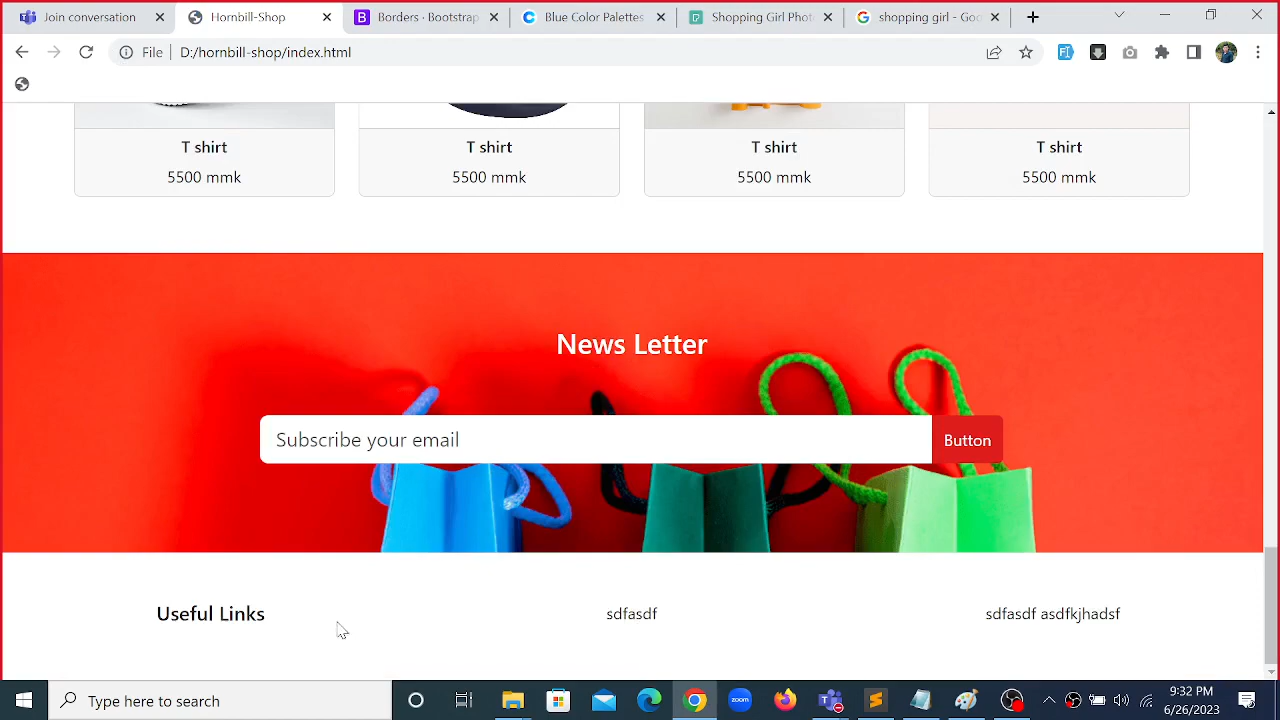 Join conversation
Hornbill-Shop
Borders · Bootstrap
Blue Color Palettes
Shopping Girl Phot
shopping girl - Goo
File
D:/hornbill-shop/index.html
T shirt
T shirt
T shirt
T shirt
5500 mmk
5500 mmk
5500 mmk
5500 mmk
News Letter
Subscribe your email
Button
Useful Links
sdfasdf
sdfasdf asdfkjhadsf
Type here to search
zoom
9:32 PM
6/26/2023